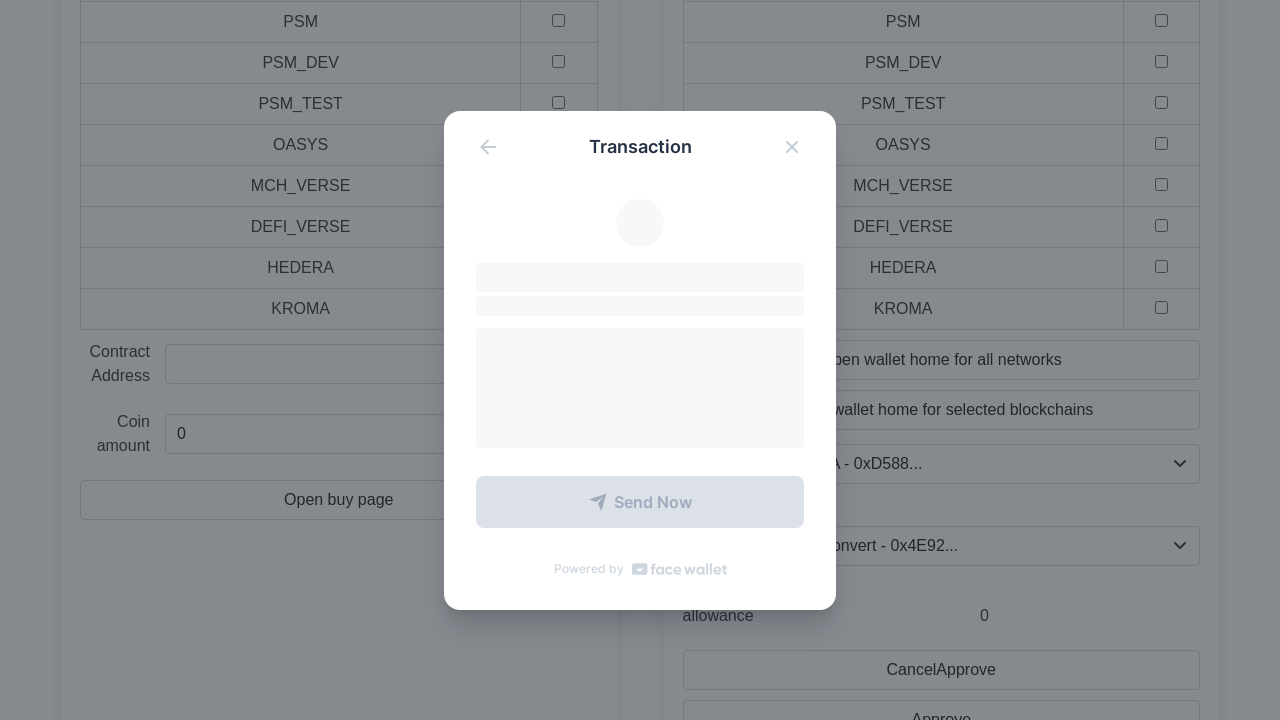 PSM
PSM_DEV
PSM_TEST
OASYS
MCH_VERSE
DEFI_VERSE
HEDERA
KROMA
Contract
Address
Coin
amount
0
Open buy page
Transaction
Send Now
Powered by face wallet
PSM
PSM_DEV
PSM_TEST
OASYS
MCH_VERSE
DEFI_VERSE
HEDERA
KROMA
wallet home for all networks
wallet home for selected blockchains
- 0xD588...
- 0x4E92...
allowance
0
CancelApprove
Approve